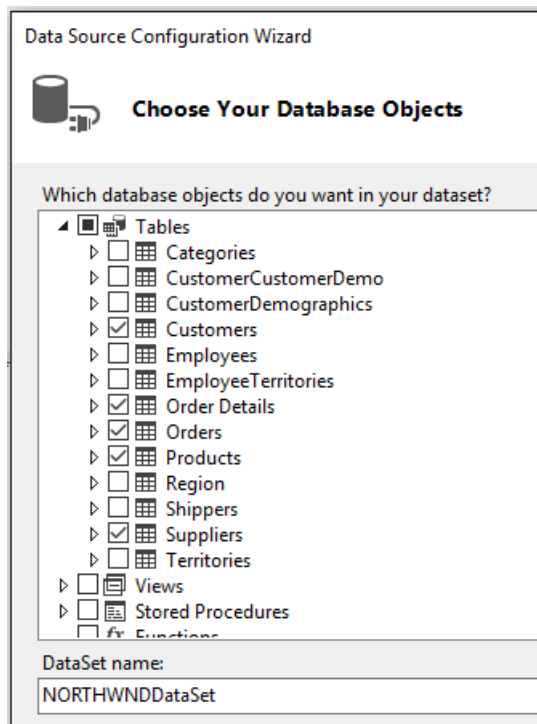 Data Source Configuration Wizard
Choose Your Database Objects
Which database objects do you want in your dataset?
Tables
Categories
CustomerCustomerDemo
CustomerDemographics
Customers
Employees
EmployeeTerritories
Order Details
Orders
Products
Region
Shippers
Suppliers
Territories
Views
Stored Procedures
fx Functions
DataSet name:
NORTHWNDDataSet